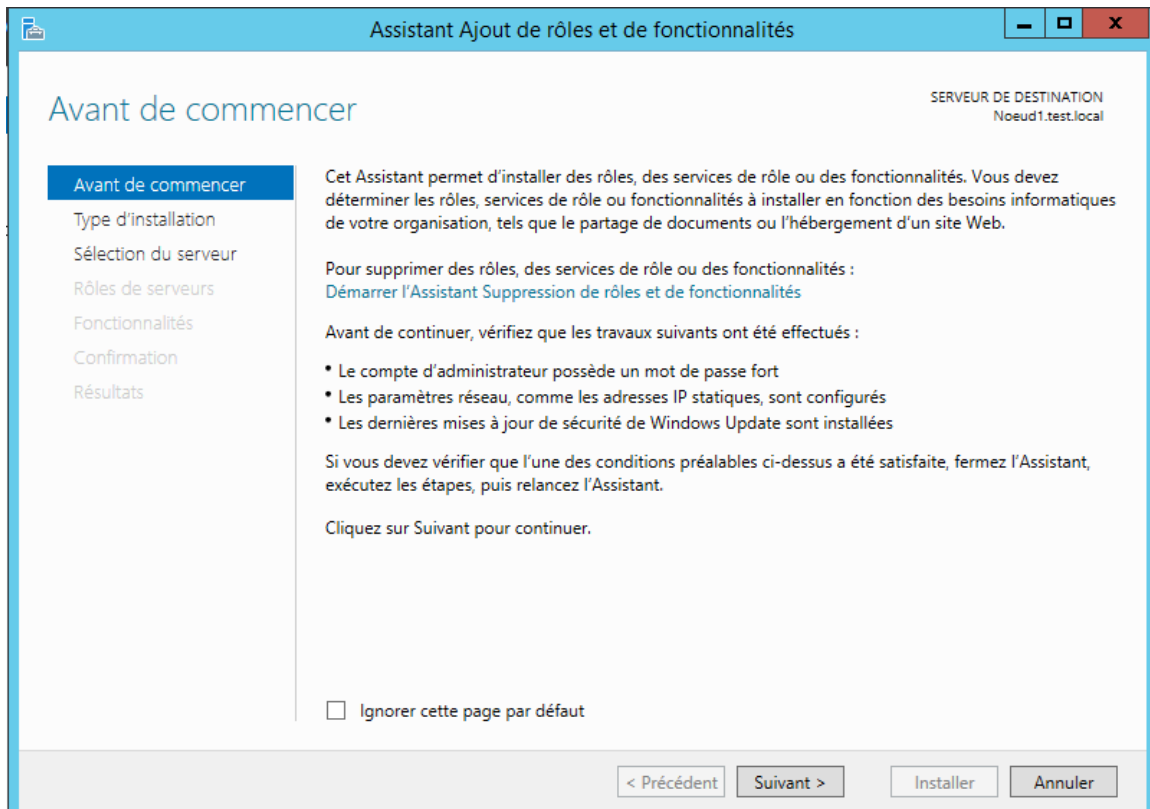 Assistant Ajout de rôles et de fonctionnalités
Avant de commencer
SERVEUR DE DESTINATION
Noeud1.test.local
Avant de commencer
Type d'installation
Sélection du serveur
Rôles de serveurs
Fonctionnalités
Confirmation
Résultats
Cet Assistant permet d'installer des rôles, des services de rôle ou des fonctionnalités. Vous devez
déterminer les rôles, services de rôle ou fonctionnalités à installer en fonction des besoins informatiques
de votre organisation, tels que le partage de documents ou l'hébergement d'un site Web.
Pour supprimer des rôles, des services de rôle ou des fonctionnalités :
Démarrer l'Assistant Suppression de rôles et de fonctionnalités
Avant de continuer, vérifiez que les travaux suivants ont été effectués :
• Le compte d'administrateur possède un mot de passe fort
• Les paramètres réseau, comme les adresses IP statiques, sont configurés
• Les dernières mises à jour de sécurité de Windows Update sont installées
Si vous devez vérifier que l'une des conditions préalables ci-dessus a été satisfaite, fermez l'Assistant,
exécutez les étapes, puis relancez l'Assistant.
Cliquez sur Suivant pour continuer.
Ignorer cette page par défaut
< Précédent
Suivant >
Installer
Annuler